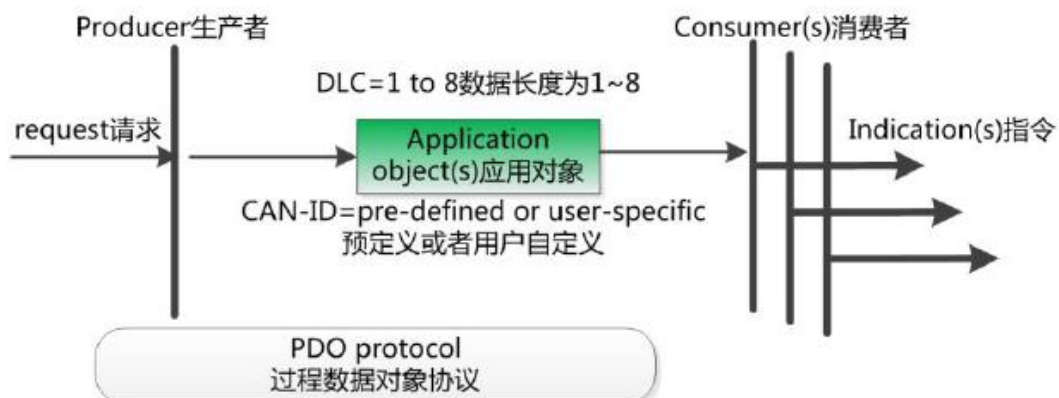 Producer生产者
Consumer(s)消费者
DLC=1 to 8数据长度为1~8
request请求
Application
object(s)应用对象
Indication(s)指令
CAN-ID=pre-defined or user-specific
预定义或者用户自定义
PDO protocol
过程数据对象协议